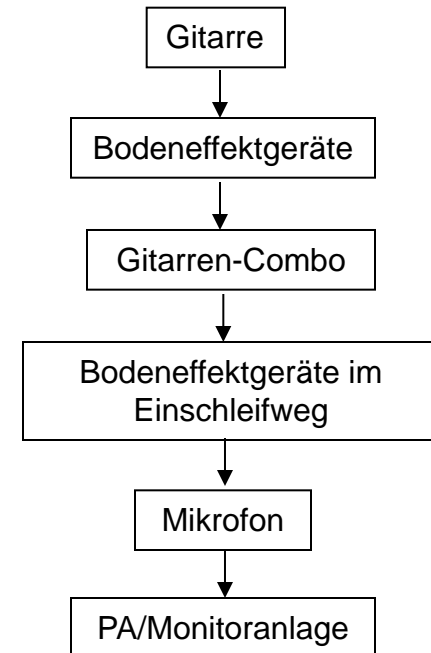 Gitarre
Bodeneffektgeräte
Gitarren-Combo
Bodeneffektgeräte im
Einschleifweg
Mikrofon
PA/Monitoranlage